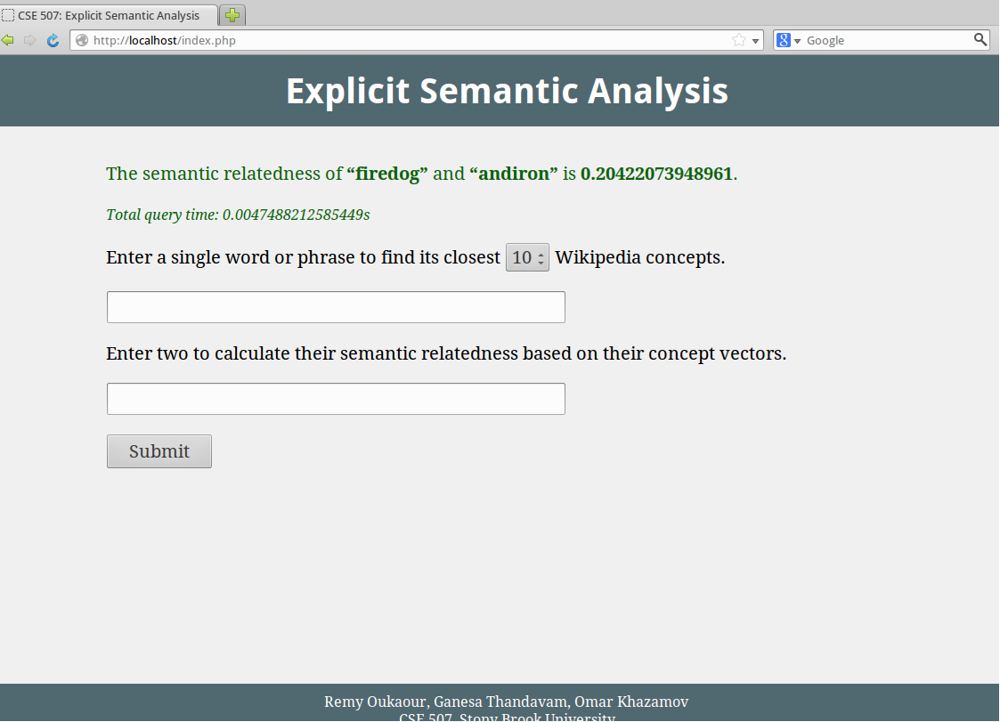 CSE 507: Explicit Semantic Analysis
http://localhost/index.php
8 Google
Explicit Semantic Analysis
The semantic relatedness of “firedog” and “andiron” is 0.20422073948961.
Total query time: 0.0047488212585449s
Enter a single word or phrase to find its closest 10 Wikipedia concepts.
Enter two to calculate their semantic relatedness based on their concept vectors.
Submit
Remy Oukaour, Ganesa Thandavam, Omar Khazamov
CSE 507, Stony Brook University